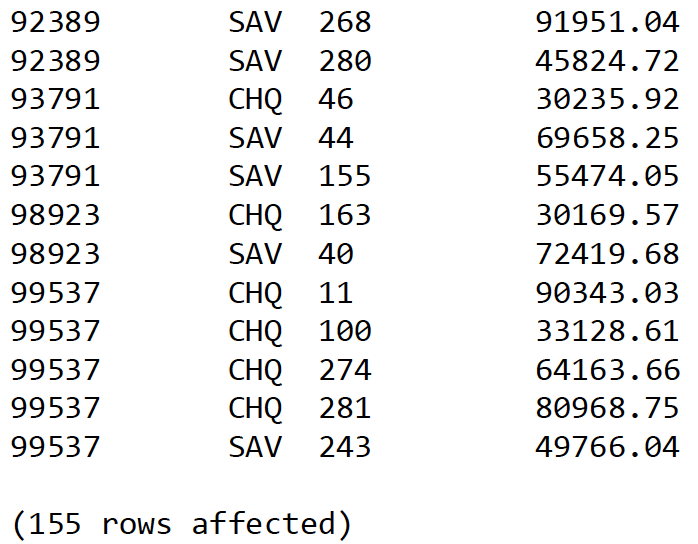 92389 SAV 268 91951.04
92389 SAV 280 45824.72
93791 CHQ 46 30235.92
93791 SAV 44 69658.25
93791 SAV 155 55474.05
98923 CHQ 163 30169.57
98923 SAV 40 72419.68
99537 CHQ 11 90343.03
99537 CHQ 100 33128.61
99537 CHQ 274 64163.66
99537 CHQ 281 80968.75
99537 SAV 243 49766.04
(155 rows affected)